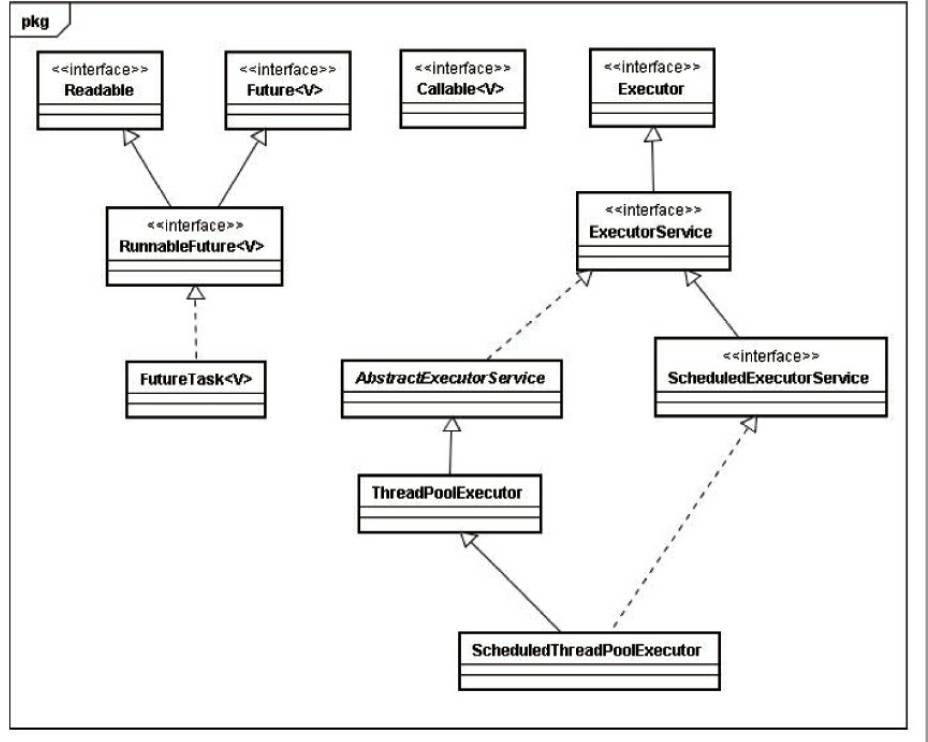 pkg
<<interface>>
Readable
<<interface>>
Future<V>
<<interface>>
Callable<V>
<<interface>>
Executor
<<interface>>
RunnableFuture<V>
<<interface>>
ExecutorService
FutureTask<V>
AbstractExecutorService
<<interface>>
ScheduledExecutorService
ThreadPoolExecutor
ScheduledThreadPoolExecutor